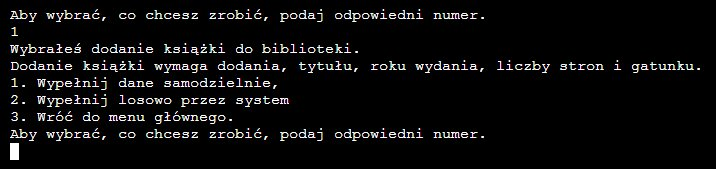 Aby wybrać, co chcesz zrobić, podaj odpowiedni numer.
1
Wybrałeś dodanie książki do biblioteki.
Dodanie książki wymaga dodania, tytułu, roku wydania, liczby stron i gatunku.
1. Wypełnij dane samodzielnie,
2. Wypełnij losowo przez system
3. Wróć do menu głównego.
Aby wybrać, co chcesz zrobić, podaj odpowiedni numer.